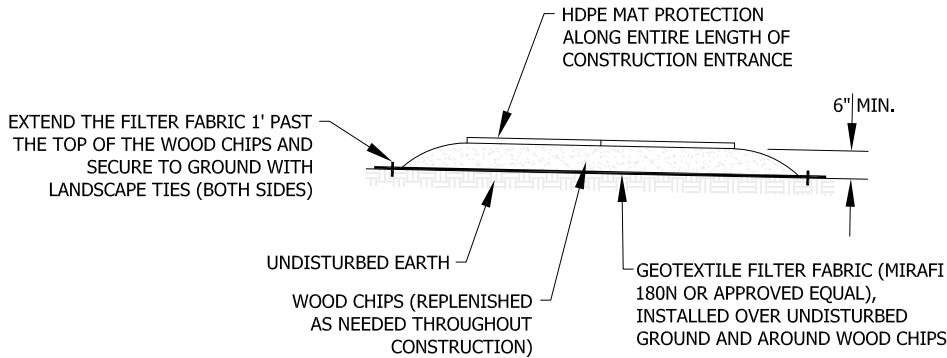 HDPE MAT PROTECTION
ALONG ENTIRE LENGTH OF
CONSTRUCTION ENTRANCE
6" MIN.
EXTEND THE FILTER FABRIC 1' PAST
THE TOP OF THE WOOD CHIPS AND
SECURE TO GROUND WITH
LANDSCAPE TIES (BOTH SIDES)
UNDISTURBED EARTH
WOOD CHIPS (REPLENISHED
AS NEEDED THROUGHOUT
CONSTRUCTION)
GEOTEXTILE FILTER FABRIC (MIRAFI
180N OR APPROVED EQUAL),
INSTALLED OVER UNDISTURBED
GROUND AND AROUND WOOD CHIPS